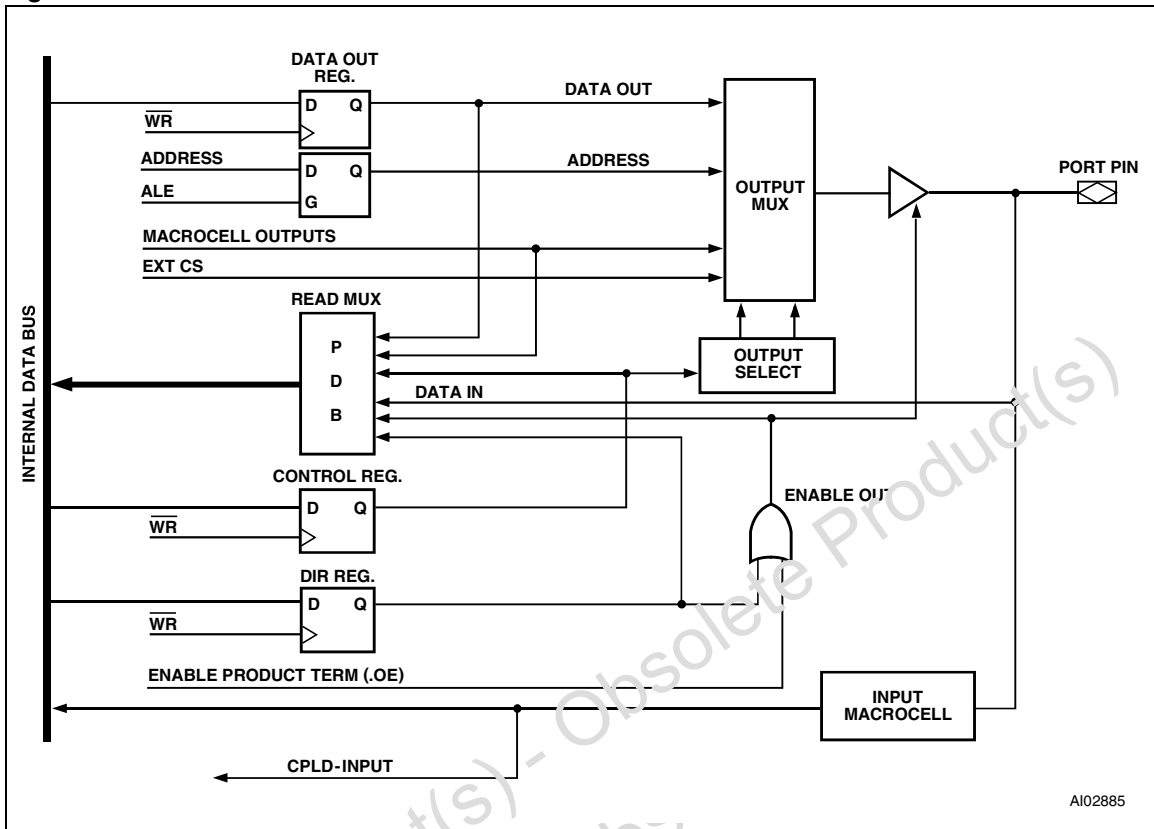 DATA OUT
REG.
D Q
WR
DATA OUT
ADDRESS
D Q
ADDRESS
ALE
G
OUTPUT
MUX
PORT PIN
MACROCELL OUTPUTS
EXT CS
READ MUX
P
D
B
OUTPUT
SELECT
DATA IN
INTERNAL DATA BUS
CONTROL REG.
D Q
WR
ENABLE OUT
DIR REG.
D Q
WR
ENABLE PRODUCT TERM (.OE)
INPUT
MACROCELL
CPLD-INPUT
AI02885
t(s) - Obsolete Product(s)